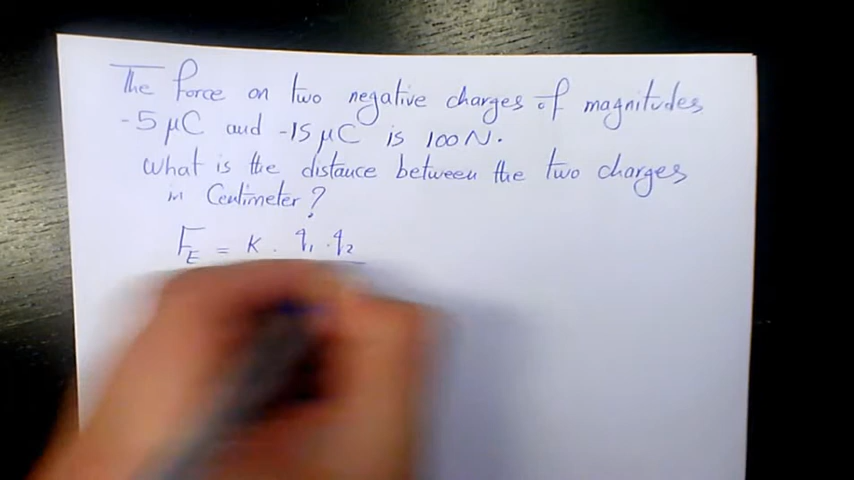 The force on two negative charges of magnitudes
-5 μC and -15 μC is 100 N.
What is the distance between the two charges
in Centimeter?
F_E = K . q₁ . q₂